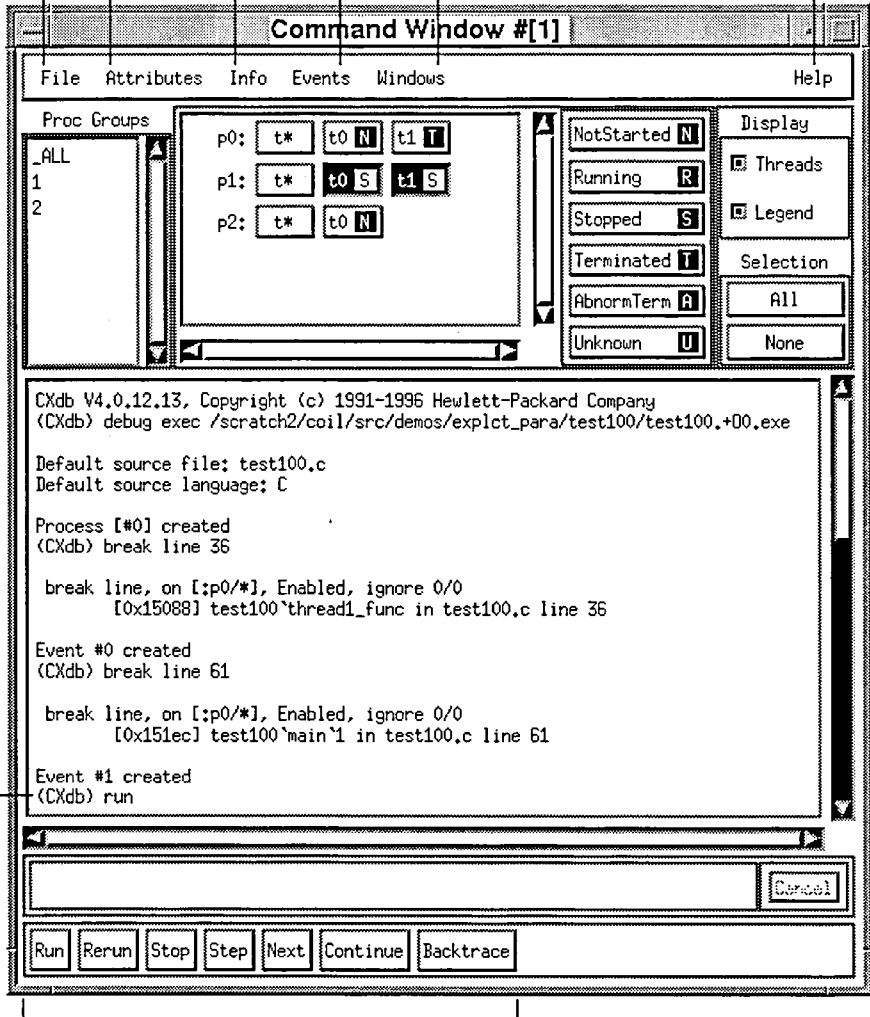 Command Window #[1]
File Attributes Info Events Windows Help
Proc Groups
_ALL
1
2
p0: t* t0 N t1 T
p1: t* t0 S t1 S
p2: t* t0 N
NotStarted N
Running R
Stopped S
Terminated T
AbnormTerm A
Unknown U
Display
Threads
Legend
Selection
All
None
CXdb V4.0.12.13, Copyright (c) 1991-1996 Hewlett-Packard Company
(CXdb) debug exec /scratch2/coil/src/demos/explct_para/test100/test100.+O0.exe
Default source file: test100.c
Default source language: C
Process [#0] created
(CXdb) break line 36
break line, on [:p0/*], Enabled, ignore 0/0
[0x15088] test100`thread1_func in test100.c line 36
Event #0 created
(CXdb) break line 61
break line, on [:p0/*], Enabled, ignore 0/0
[0x151ec] test100`main`1 in test100.c line 61
Event #1 created
(CXdb) run
Cancel
Run Rerun Stop Step Next Continue Backtrace